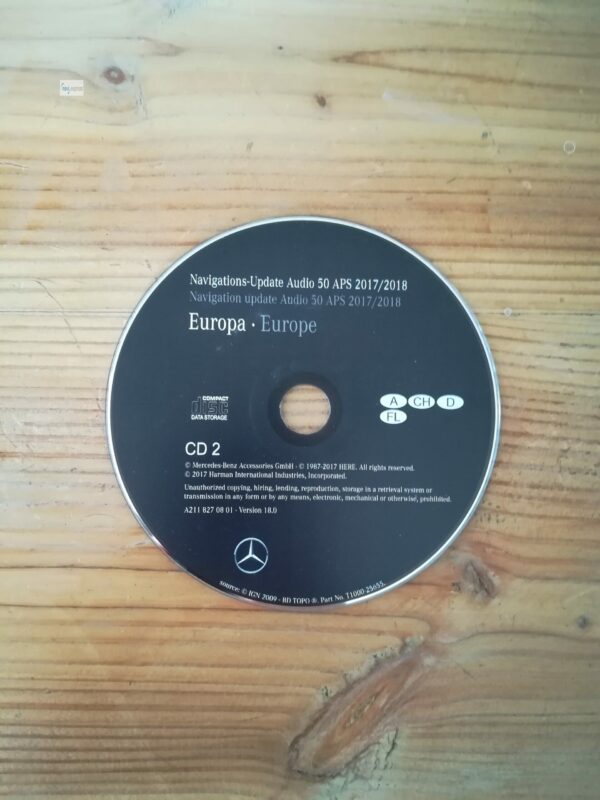 Navigations-Update Audio 50 APS 2017/2018
Navigation update Audio 50 APS 2017/2018
Europa · Europe
COMPACT
disc
DATA STORAGE
A CH D
FL
CD 2
© Mercedes-Benz Accessories GmbH · © 1987-2017 HERE. All rights reserved.
© 2017 Harman International Industries, Incorporated.
Unauthorized copying, hiring, lending, reproduction, storage in a retrieval system or
transmission in any form or by any means, electronic, mechanical or otherwise, prohibited.
A211 827 08 01 · Version 18.0
source: © IGN 2009 - BD TOPO ®. Part No. T1000 25655.